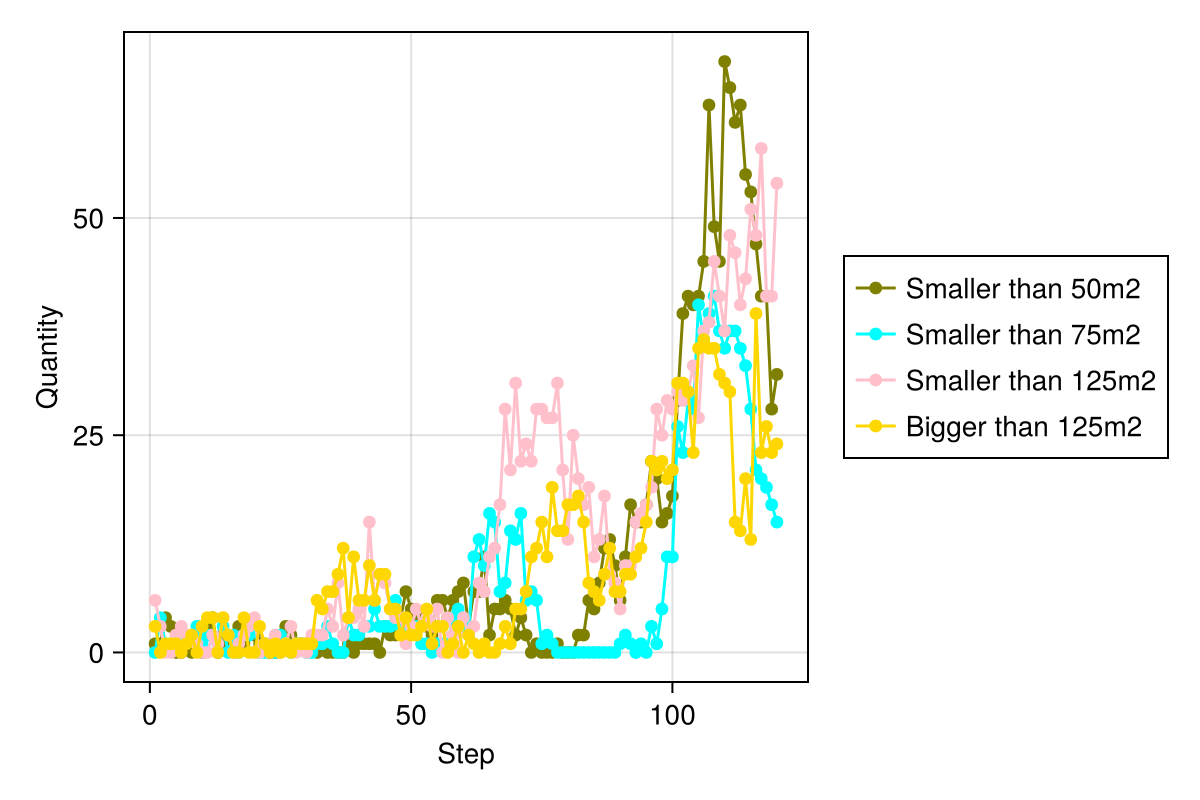 50
25
0
0
50
100
Quantity
Step
Smaller than 50m2
Smaller than 75m2
Smaller than 125m2
Bigger than 125m2